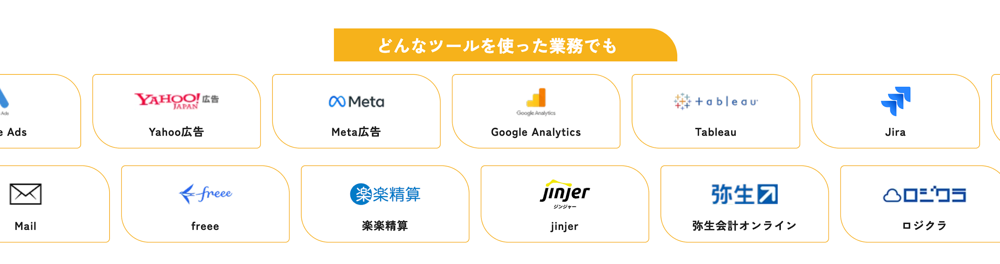 どんなツールを使った業務でも
Ads
YAHOO! JAPAN 広告
Meta
Google Analytics
+ a b l e a u
e Ads
Yahoo広告
Meta広告
Google Analytics
Tableau
Jira
freee
楽 楽楽精算
jinjer
ジンジャー
弥生
ロジクラ
Mail
freee
楽楽精算
jinjer
弥生会計オンライン
ロジクラ